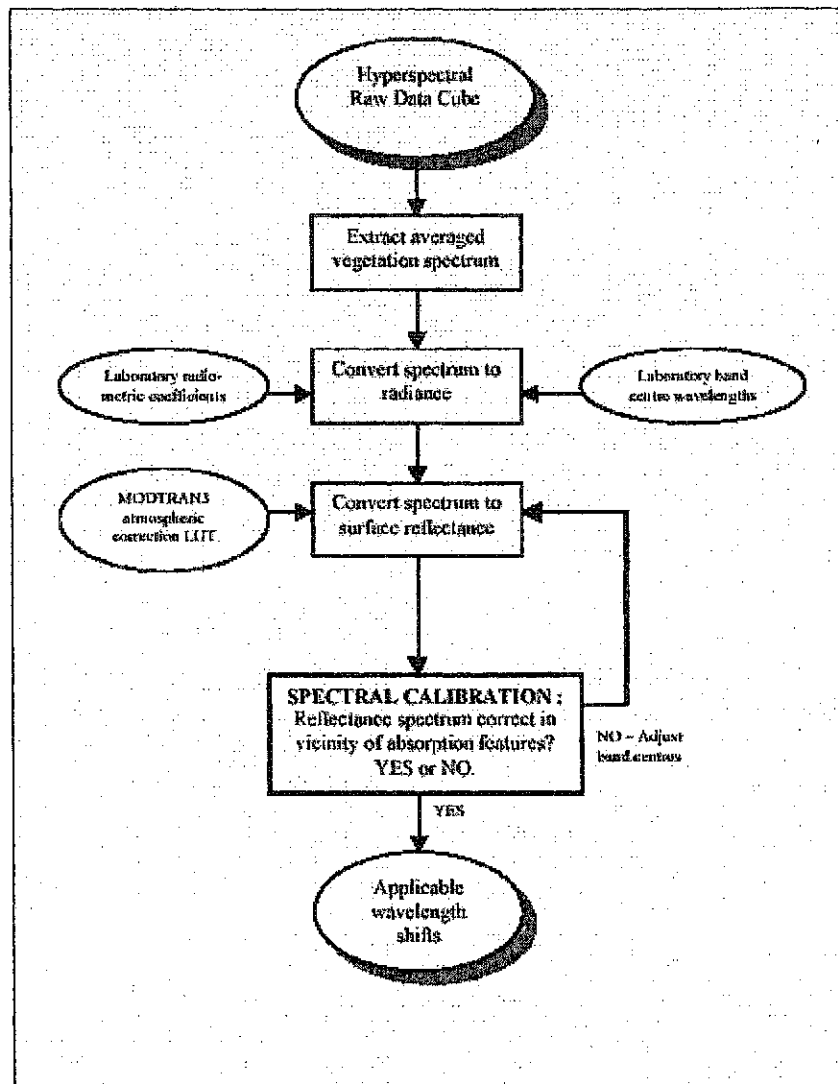 Hyperspectral
Raw Data Cube
Extract averaged
vegetation spectrum
Laboratory radio-
metric coefficients
Convert spectrum to
radiance
Laboratory band
centre wavelengths
MODTRAN3
atmospheric
correction LUT.
Convert spectrum to
surface reflectance
SPECTRAL CALIBRATION :
Reflectance spectrum correct in
vicinity of absorption features?
YES or NO.
NO – Adjust
band centres
YES
Applicable
wavelength
shifts